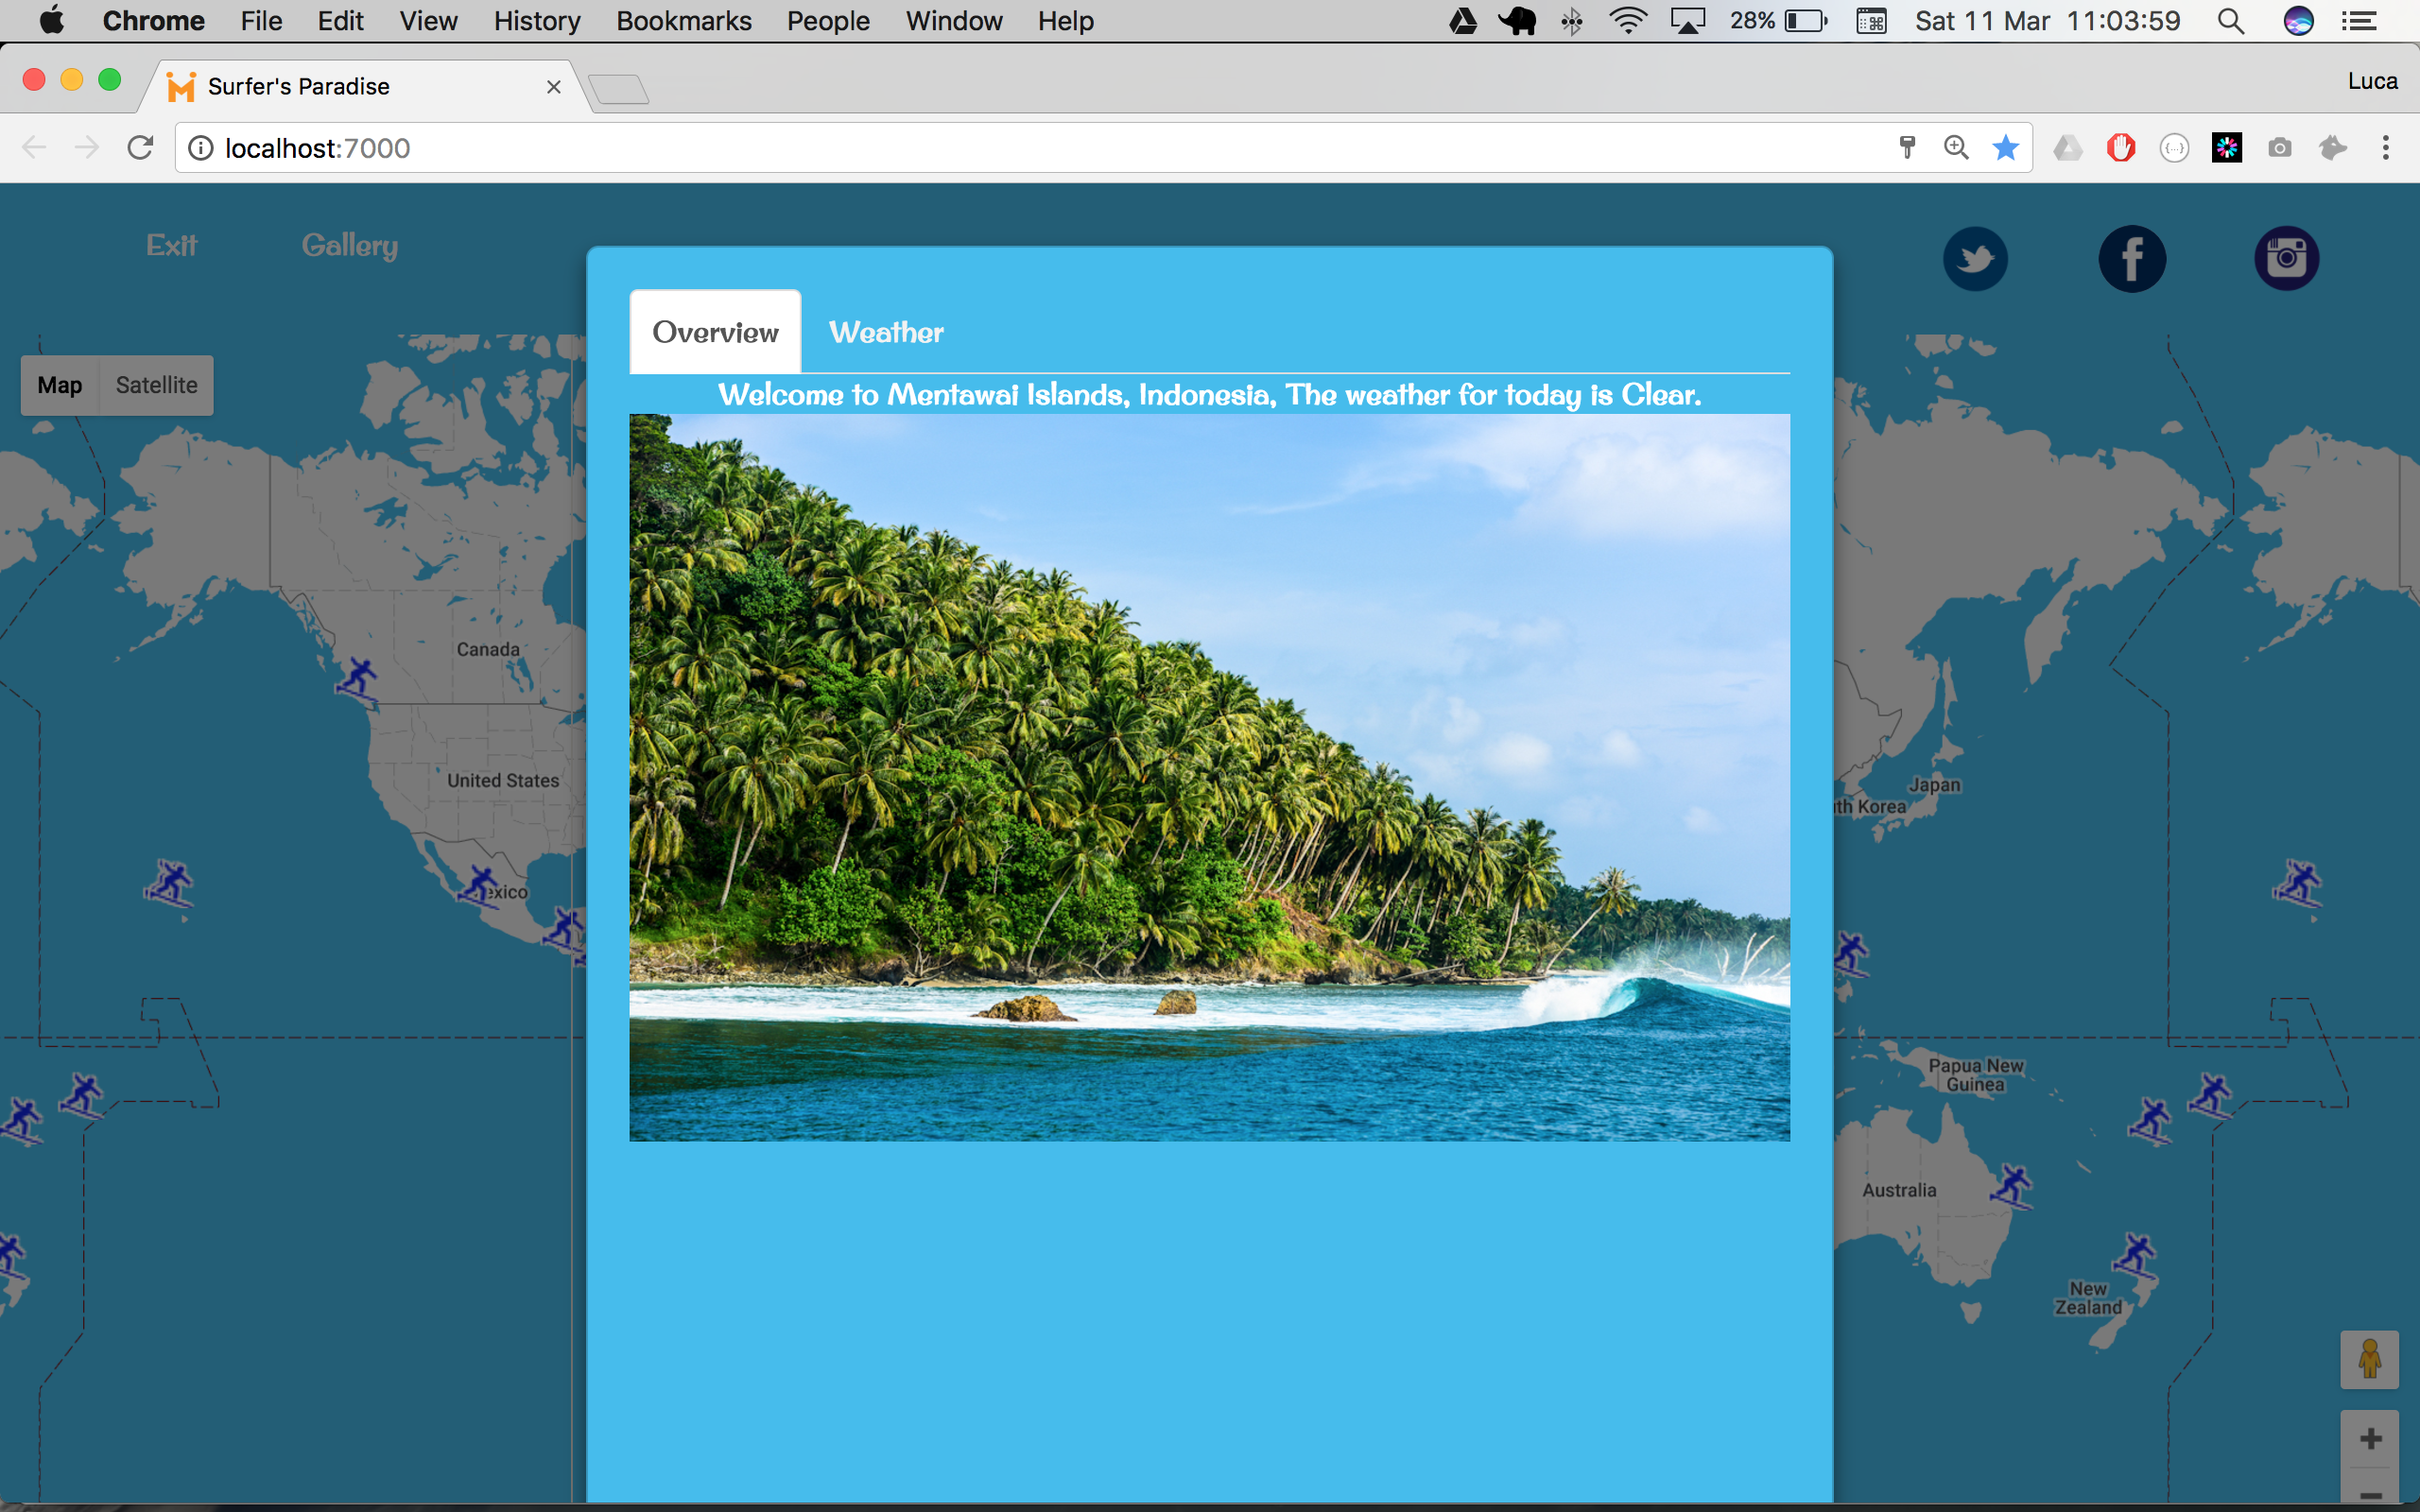 Chrome File Edit View History Bookmarks People Window Help 28% Sat 11 Mar 11:03:59
Surfer's Paradise Luca
localhost:7000
Exit Gallery
Overview Weather
Map Satellite
Welcome to Mentawai Islands, Indonesia, The weather for today is Clear.
Canada
United States
Japan
th Korea
exico
Papua New
Guinea
Australia
New
Zealand